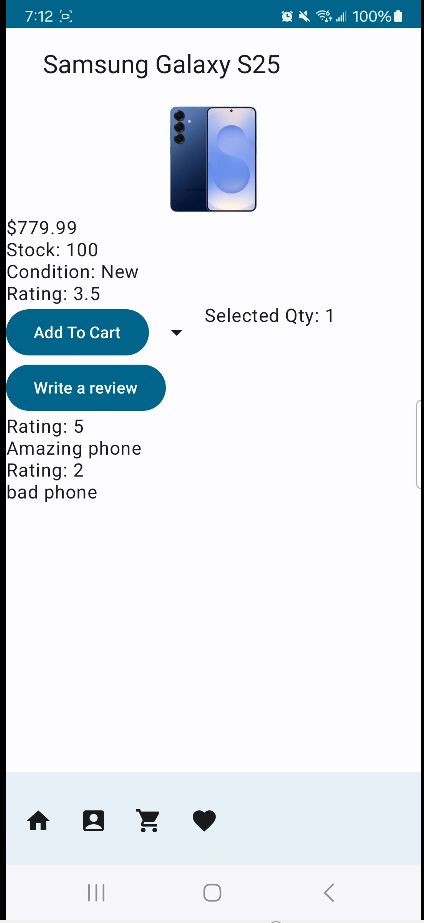 7:12
100%
Samsung Galaxy S25
$779.99
Stock: 100
Condition: New
Rating: 3.5
Add To Cart
Selected Qty: 1
Write a review
Rating: 5
Amazing phone
Rating: 2
bad phone